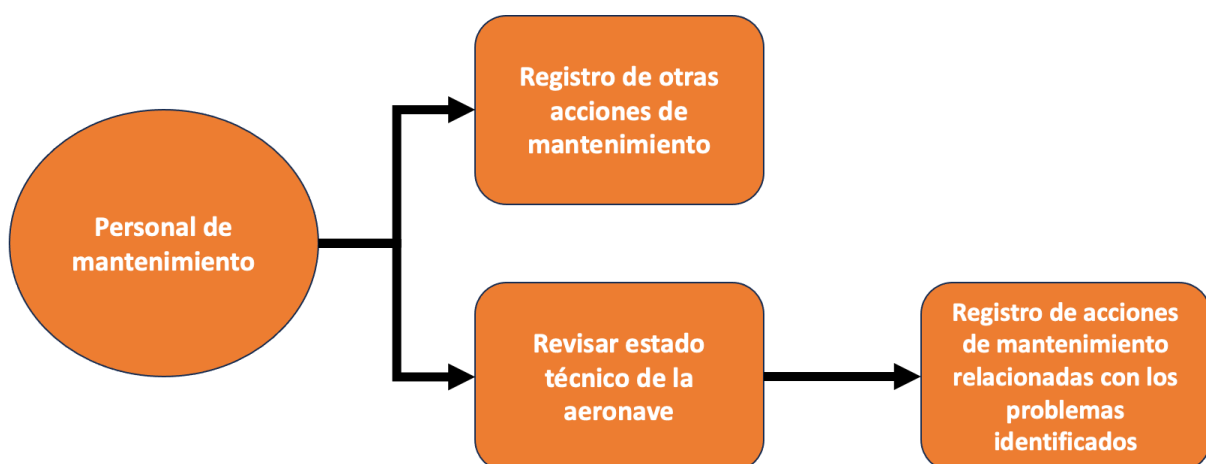 Registro de otras
acciones de
mantenimiento
Personal de
mantenimiento
Revisar estado
técnico de la
aeronave
Registro de acciones
de mantenimiento
relacionadas con los
problemas
identificados